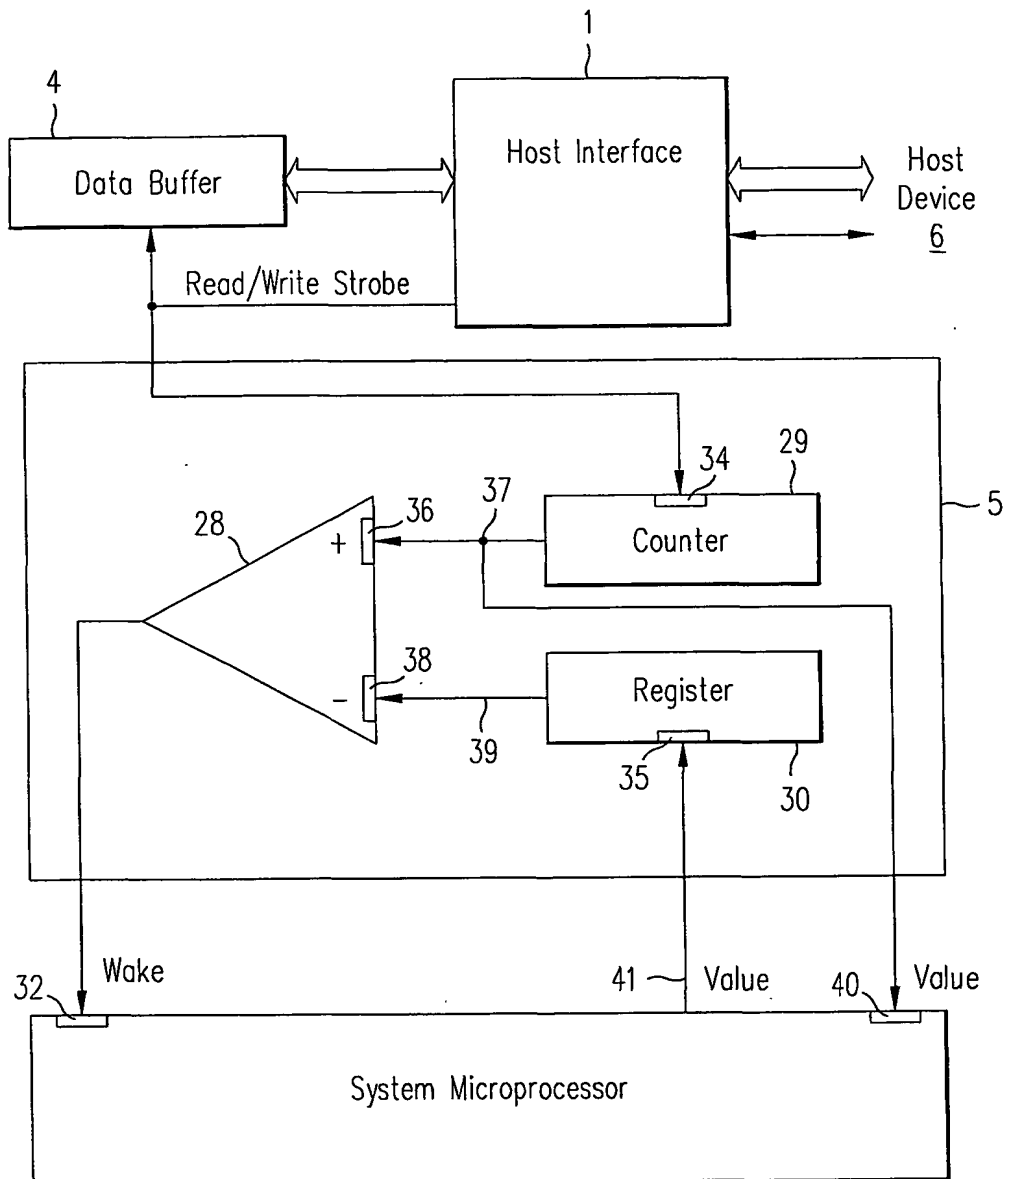 1
4
Host Interface
Data Buffer
Host
Device
6
Read/Write Strobe
29
34
5
37
36
28
+
Counter
38
Register
-
39
35
30
Wake
41
Value
40
Value
32
System Microprocessor